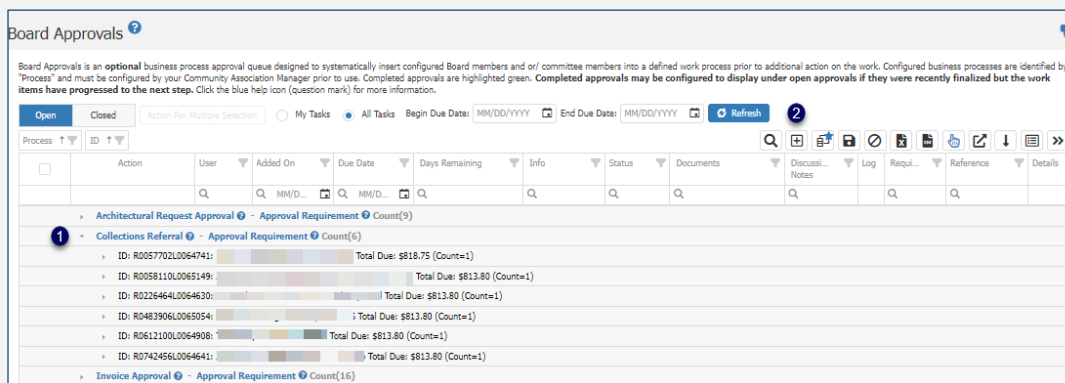 Board Approvals ?
Board Approvals is an optional business process approval queue designed to systematically insert configured Board members and or/ committee members into a defined work process prior to additional action on the work. Configured business processes are identified by
"Process" and must be configured by your Community Association Manager prior to use. Completed approvals are highlighted green. Completed approvals may be configured to display under open approvals if they were recently finalized but the work
items have progressed to the next step. Click the blue help icon (question mark) for more information.
2
Open Closed Action For Multiple Selection My Tasks All Tasks Begin Due Date: MM/DD/YYYY End Due Date: MM/DD/YYYY Refresh
Process ID
Action User Added On Due Date Days Remaining Info Status Documents Discussi... Notes Log Requi... Reference Details
MM/D... MM/D...
Architectural Request Approval ? - Approval Requirement ? Count(9)
1 Collections Referral ? - Approval Requirement ? Count(6)
ID: R0057702L0064741: Total Due: $818.75 (Count=1)
ID: R0058110L0065149: Total Due: $813.80 (Count=1)
ID: R0226464L0064630: Total Due: $813.80 (Count=1)
ID: R0483906L0065054: Total Due: $813.80 (Count=1)
ID: R0612100L0064908: Total Due: $813.80 (Count=1)
ID: R0742456L0064641: Total Due: $813.80 (Count=1)
Invoice Approval ? - Approval Requirement ? Count(16)